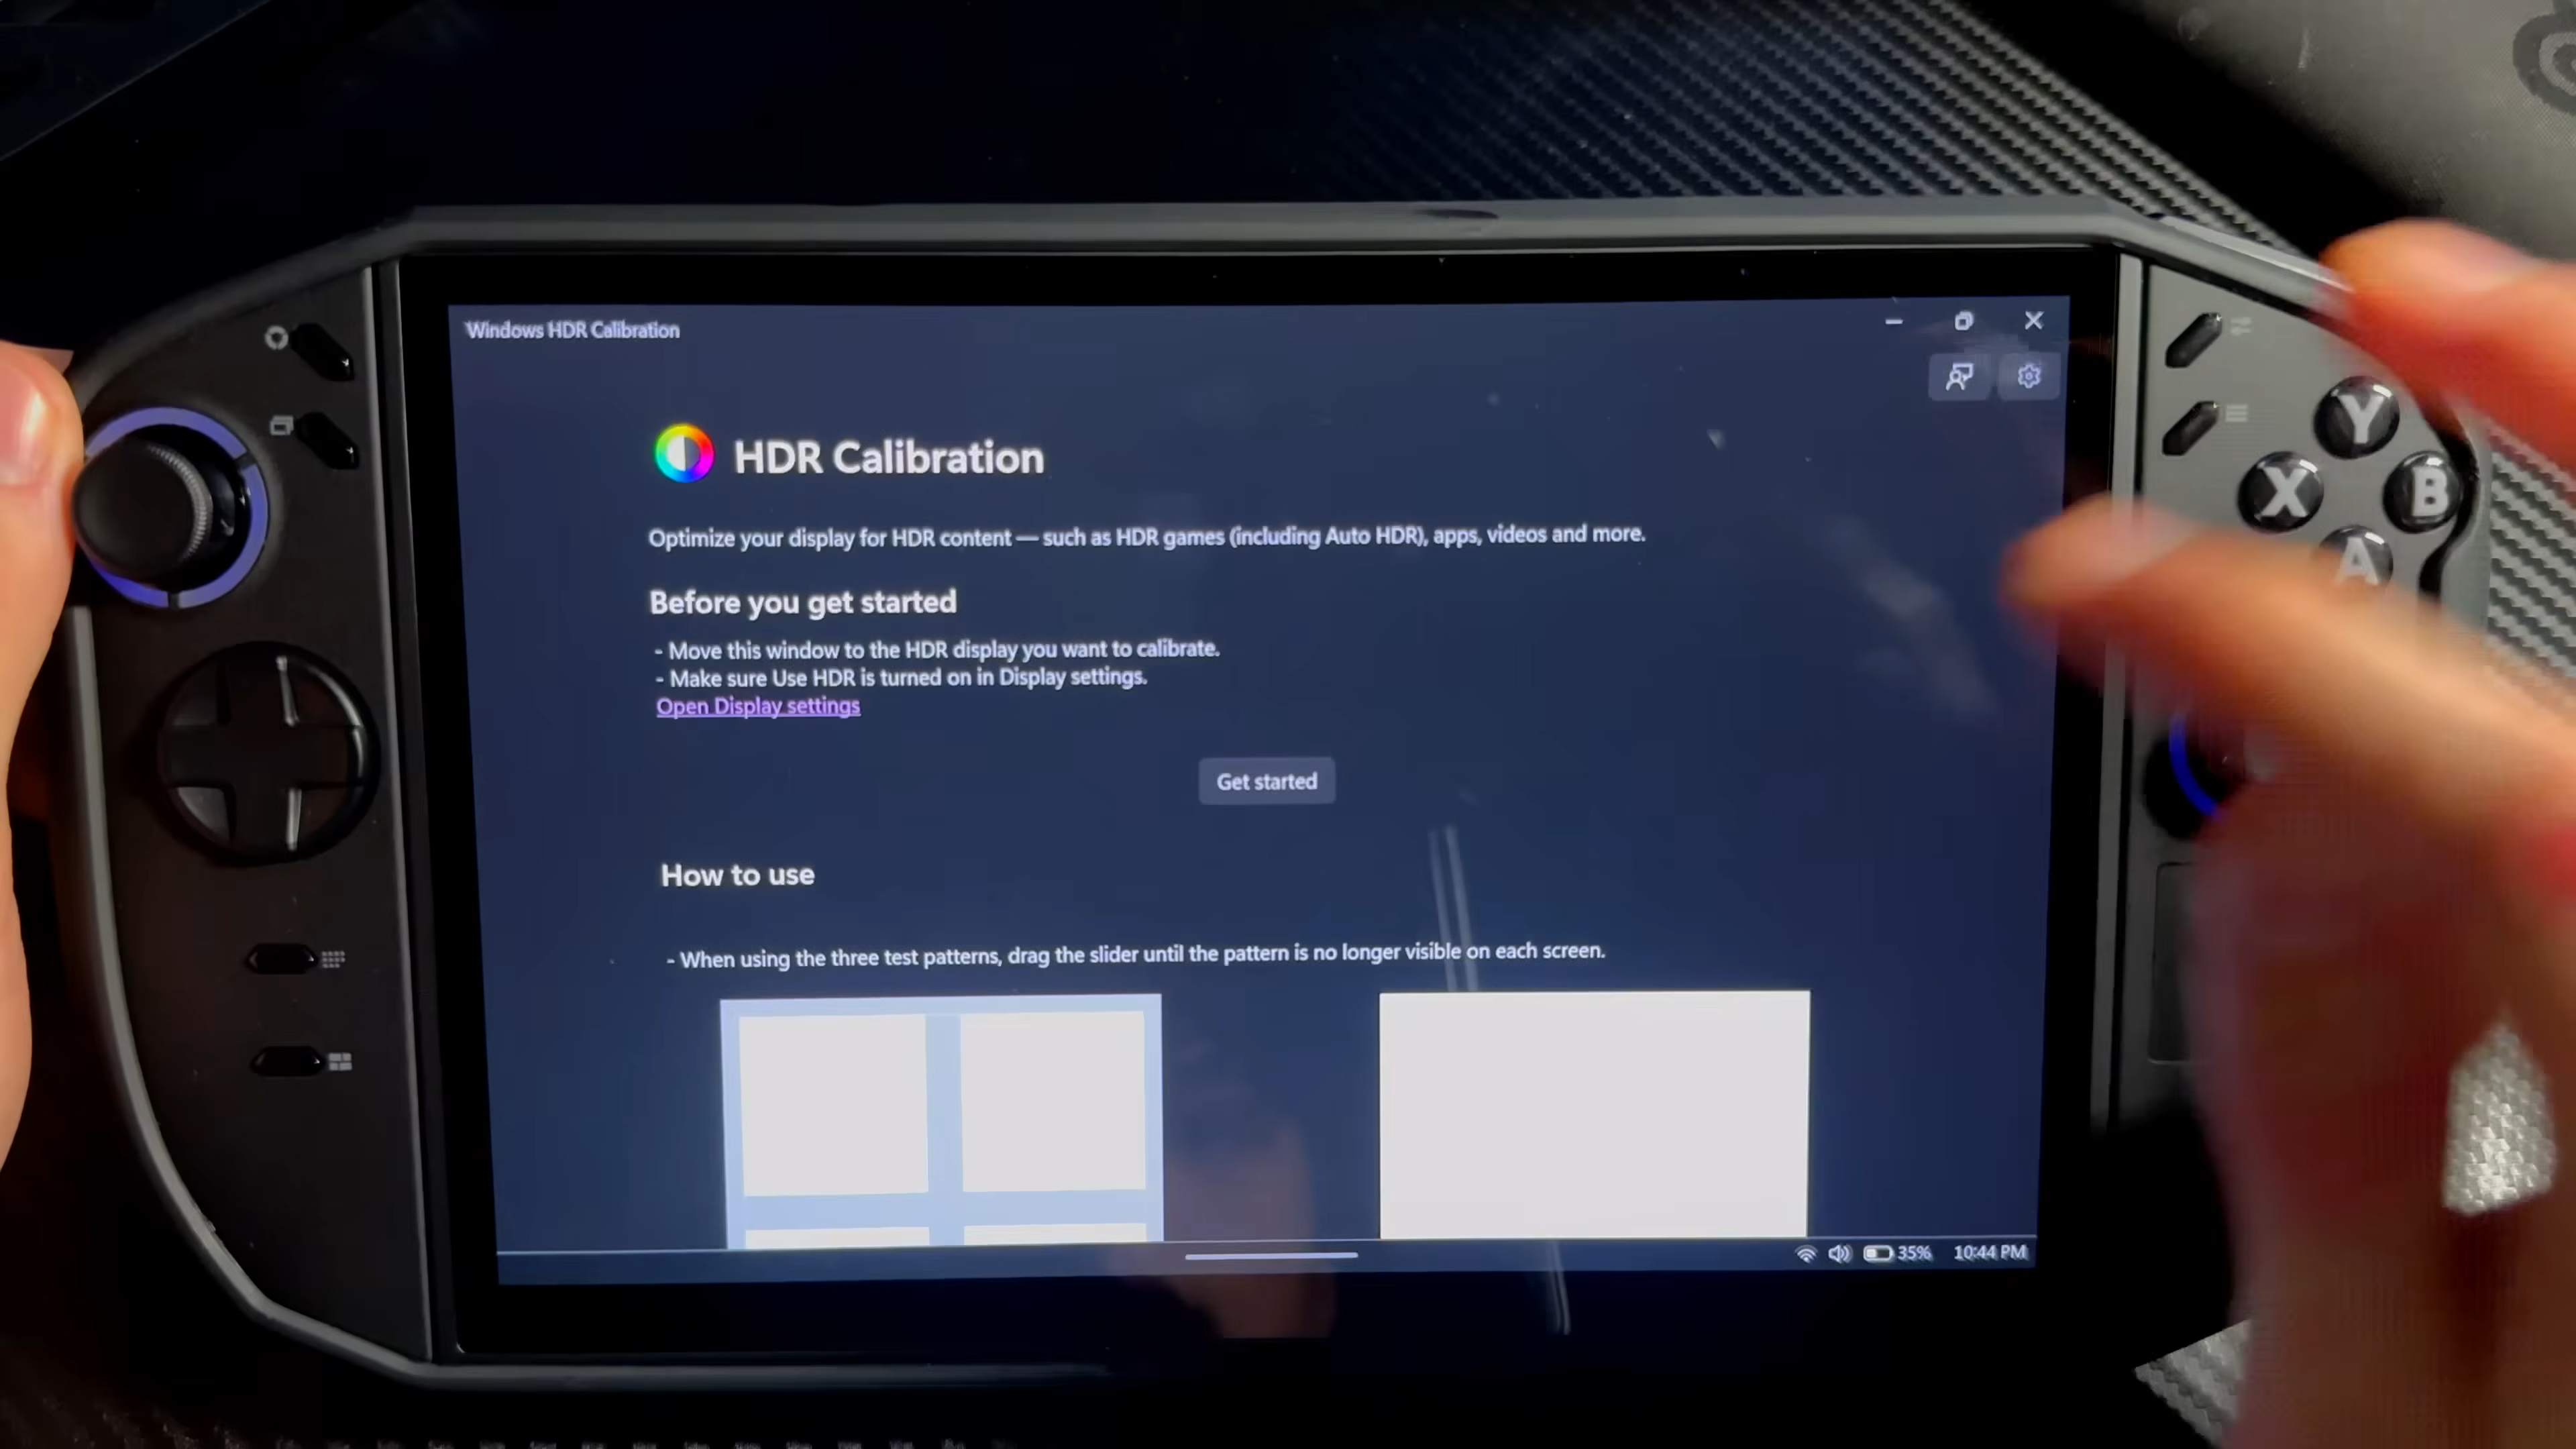 Windows HDR Calibration
HDR Calibration
Optimize your display for HDR content — such as HDR games (including Auto HDR), apps, videos and more.
Before you get started
- Move this window to the HDR display you want to calibrate.
- Make sure Use HDR is turned on in Display settings.
Open Display settings
Get started
How to use
- When using the three test patterns, drag the slider until the pattern is no longer visible on each screen.
35% 10:44 PM
Y
X
B
A